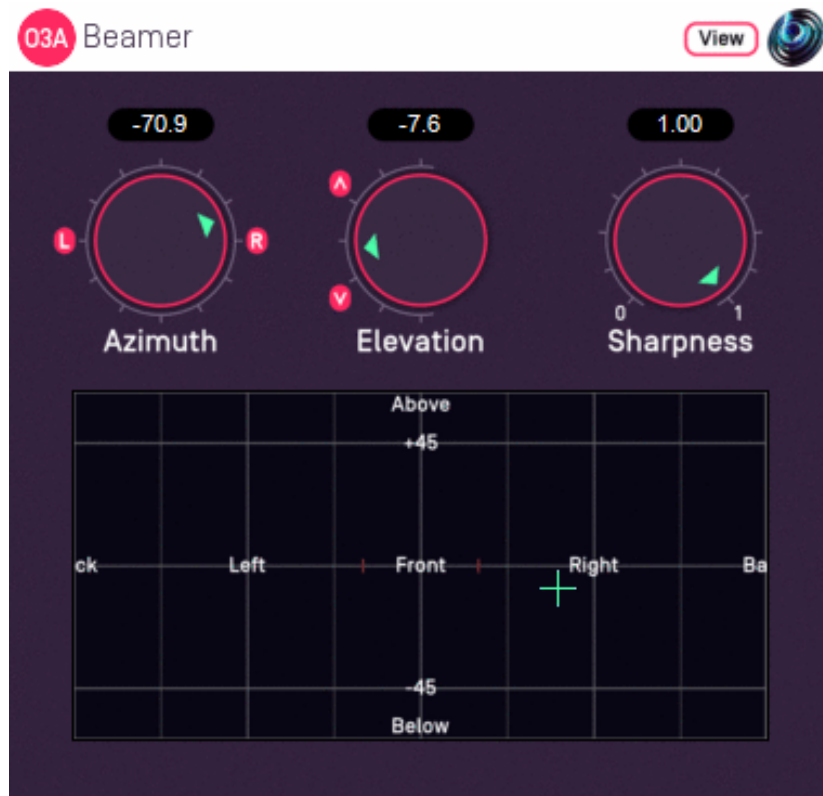 O3A Beamer View
-70.9 -7.6 1.00
L R
0 1
Azimuth Elevation Sharpness
Above
+45
ck Left Front Right Ba
-45
Below